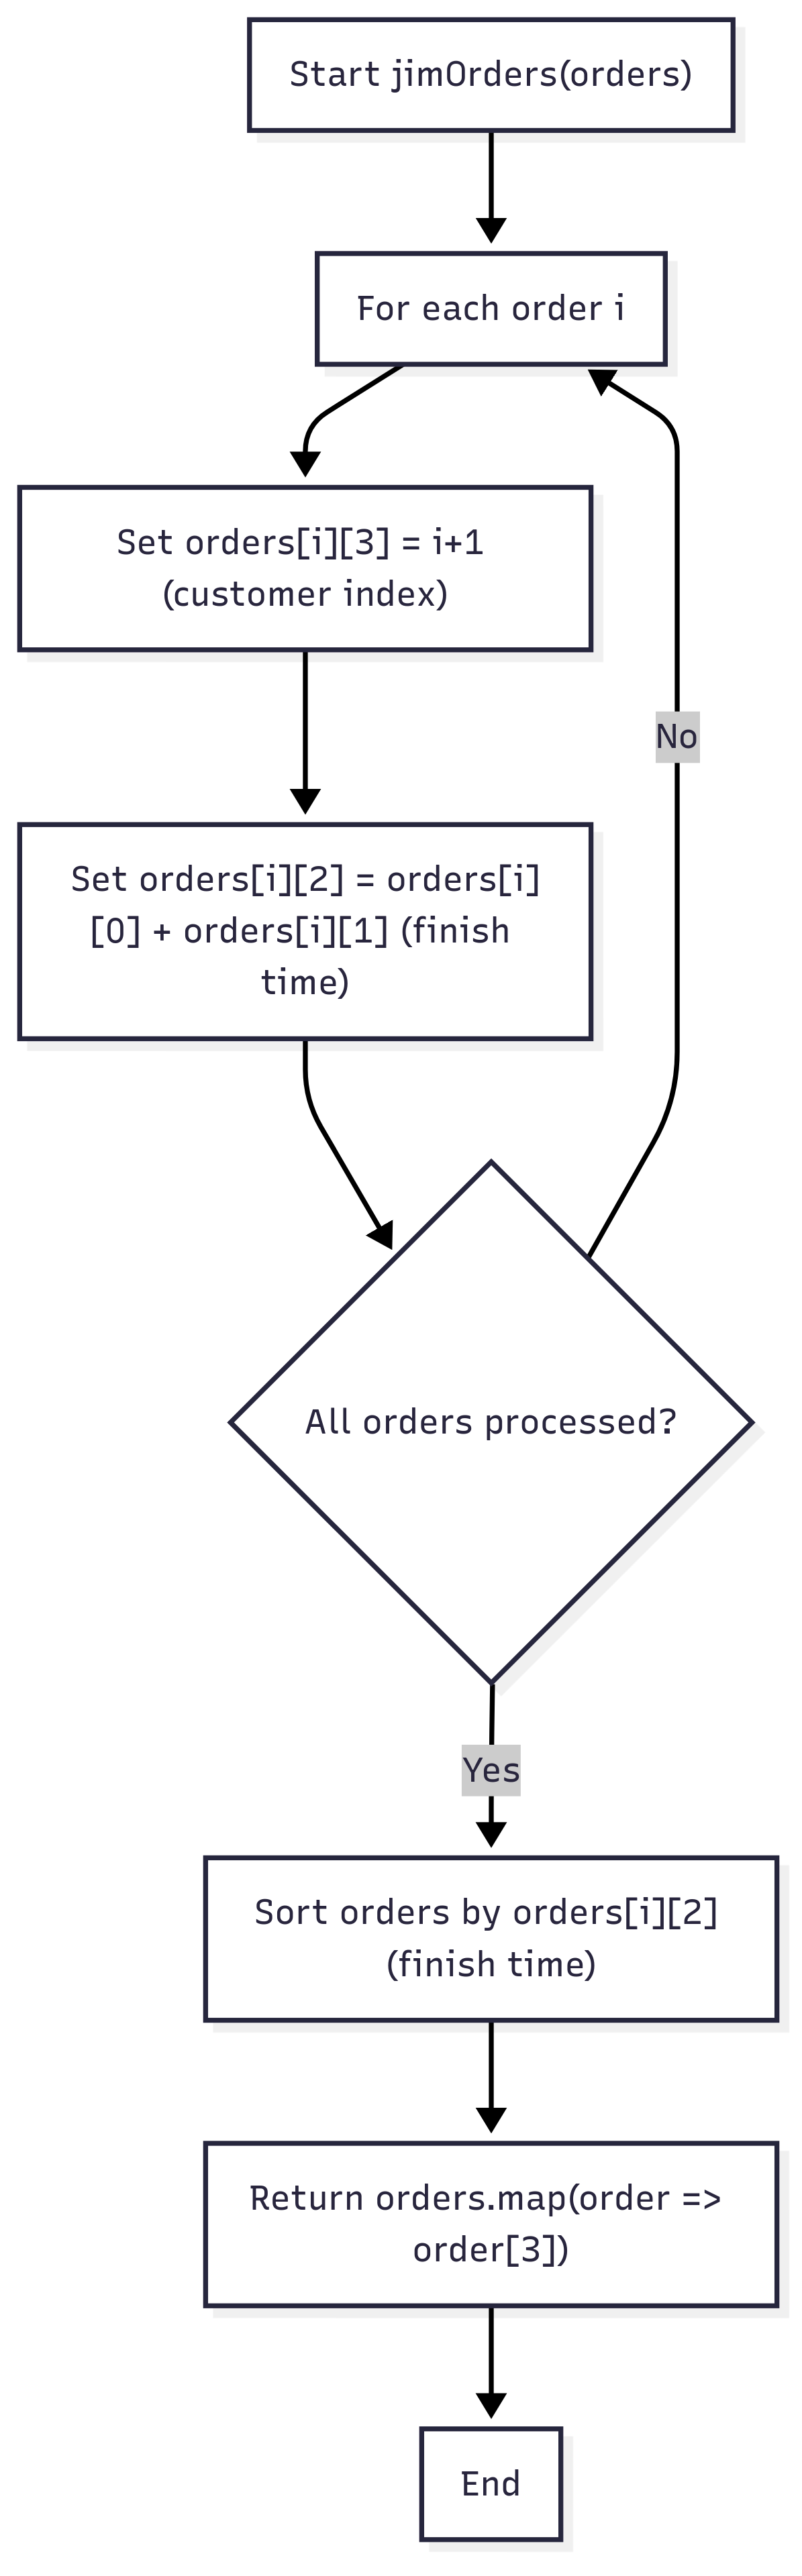 Start jimOrders(orders)
For each order i
Set orders[i][3] = i+1
(customer index)
No
Set orders[i][2] = orders[i]
[0] + orders[i][1] (finish
time)
All orders processed?
Yes
Sort orders by orders[i][2]
(finish time)
Return orders.map(order =>
order[3])
End